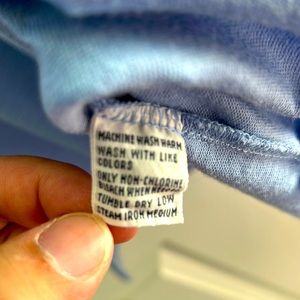 MACHINE WASH WARM
WASH WITH LIKE
COLORS
ONLY NON-CHLORINE
BLEACH WHEN NEEDED
TUMBLE DRY LOW
STEAM IRON MEDIUM